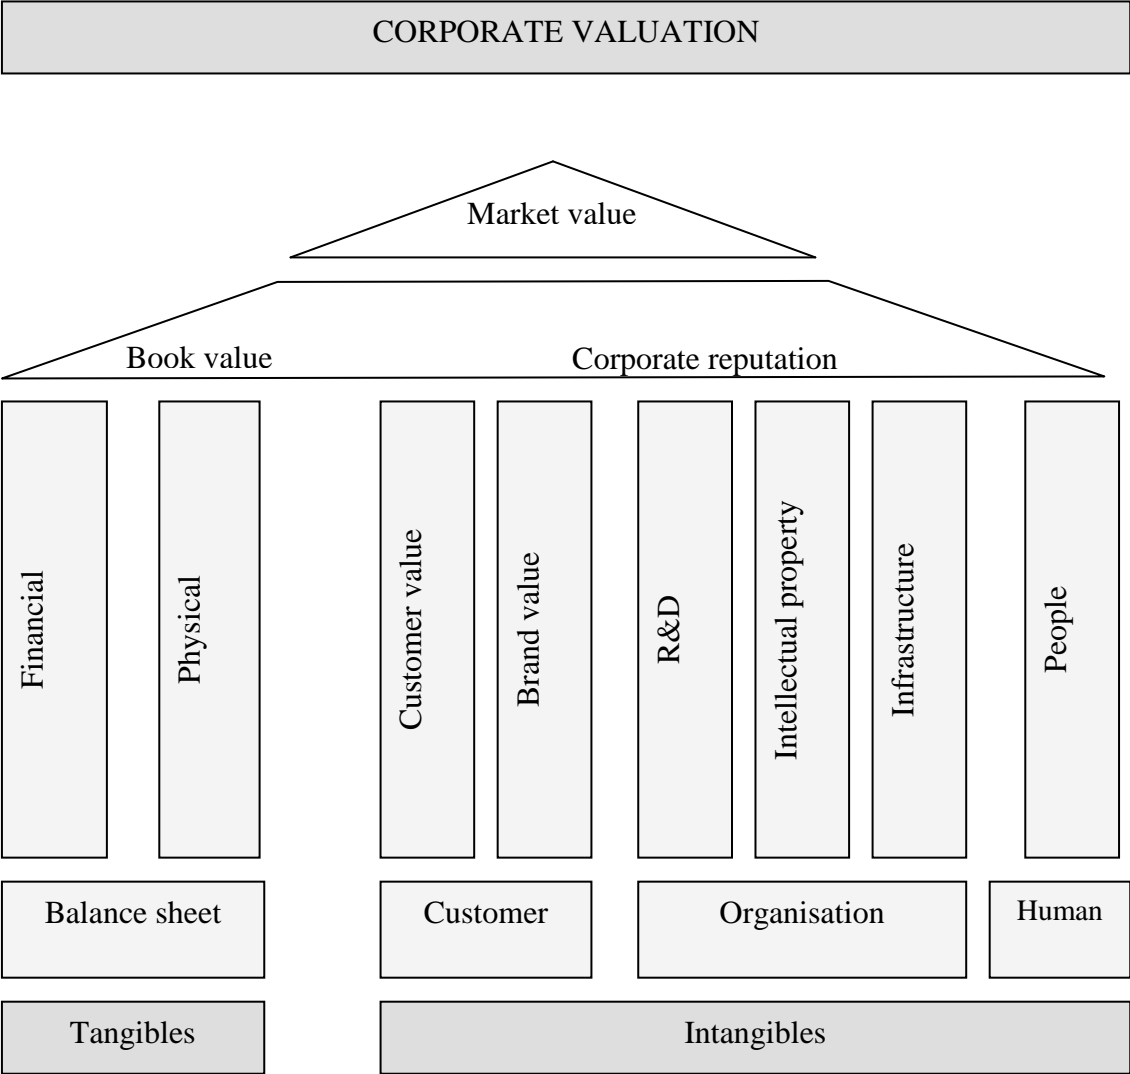 CORPORATE VALUATION
Market value
Book value
Corporate reputation
Financial
Physical
Customer value
Brand value
R&D
Intellectual property
Infrastructure
People
Balance sheet
Customer
Organisation
Human
Tangibles
Intangibles